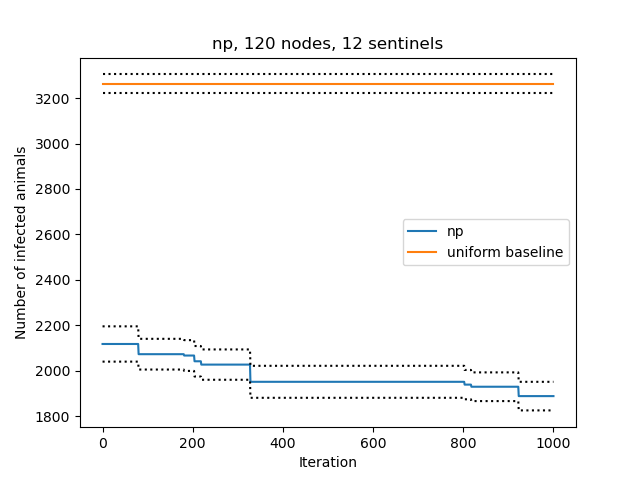 np, 120 nodes, 12 sentinels
3200
3000
2800
2600
2400
2200
2000
1800
Number of infected animals
np
uniform baseline
0
200
400
600
800
1000
Iteration